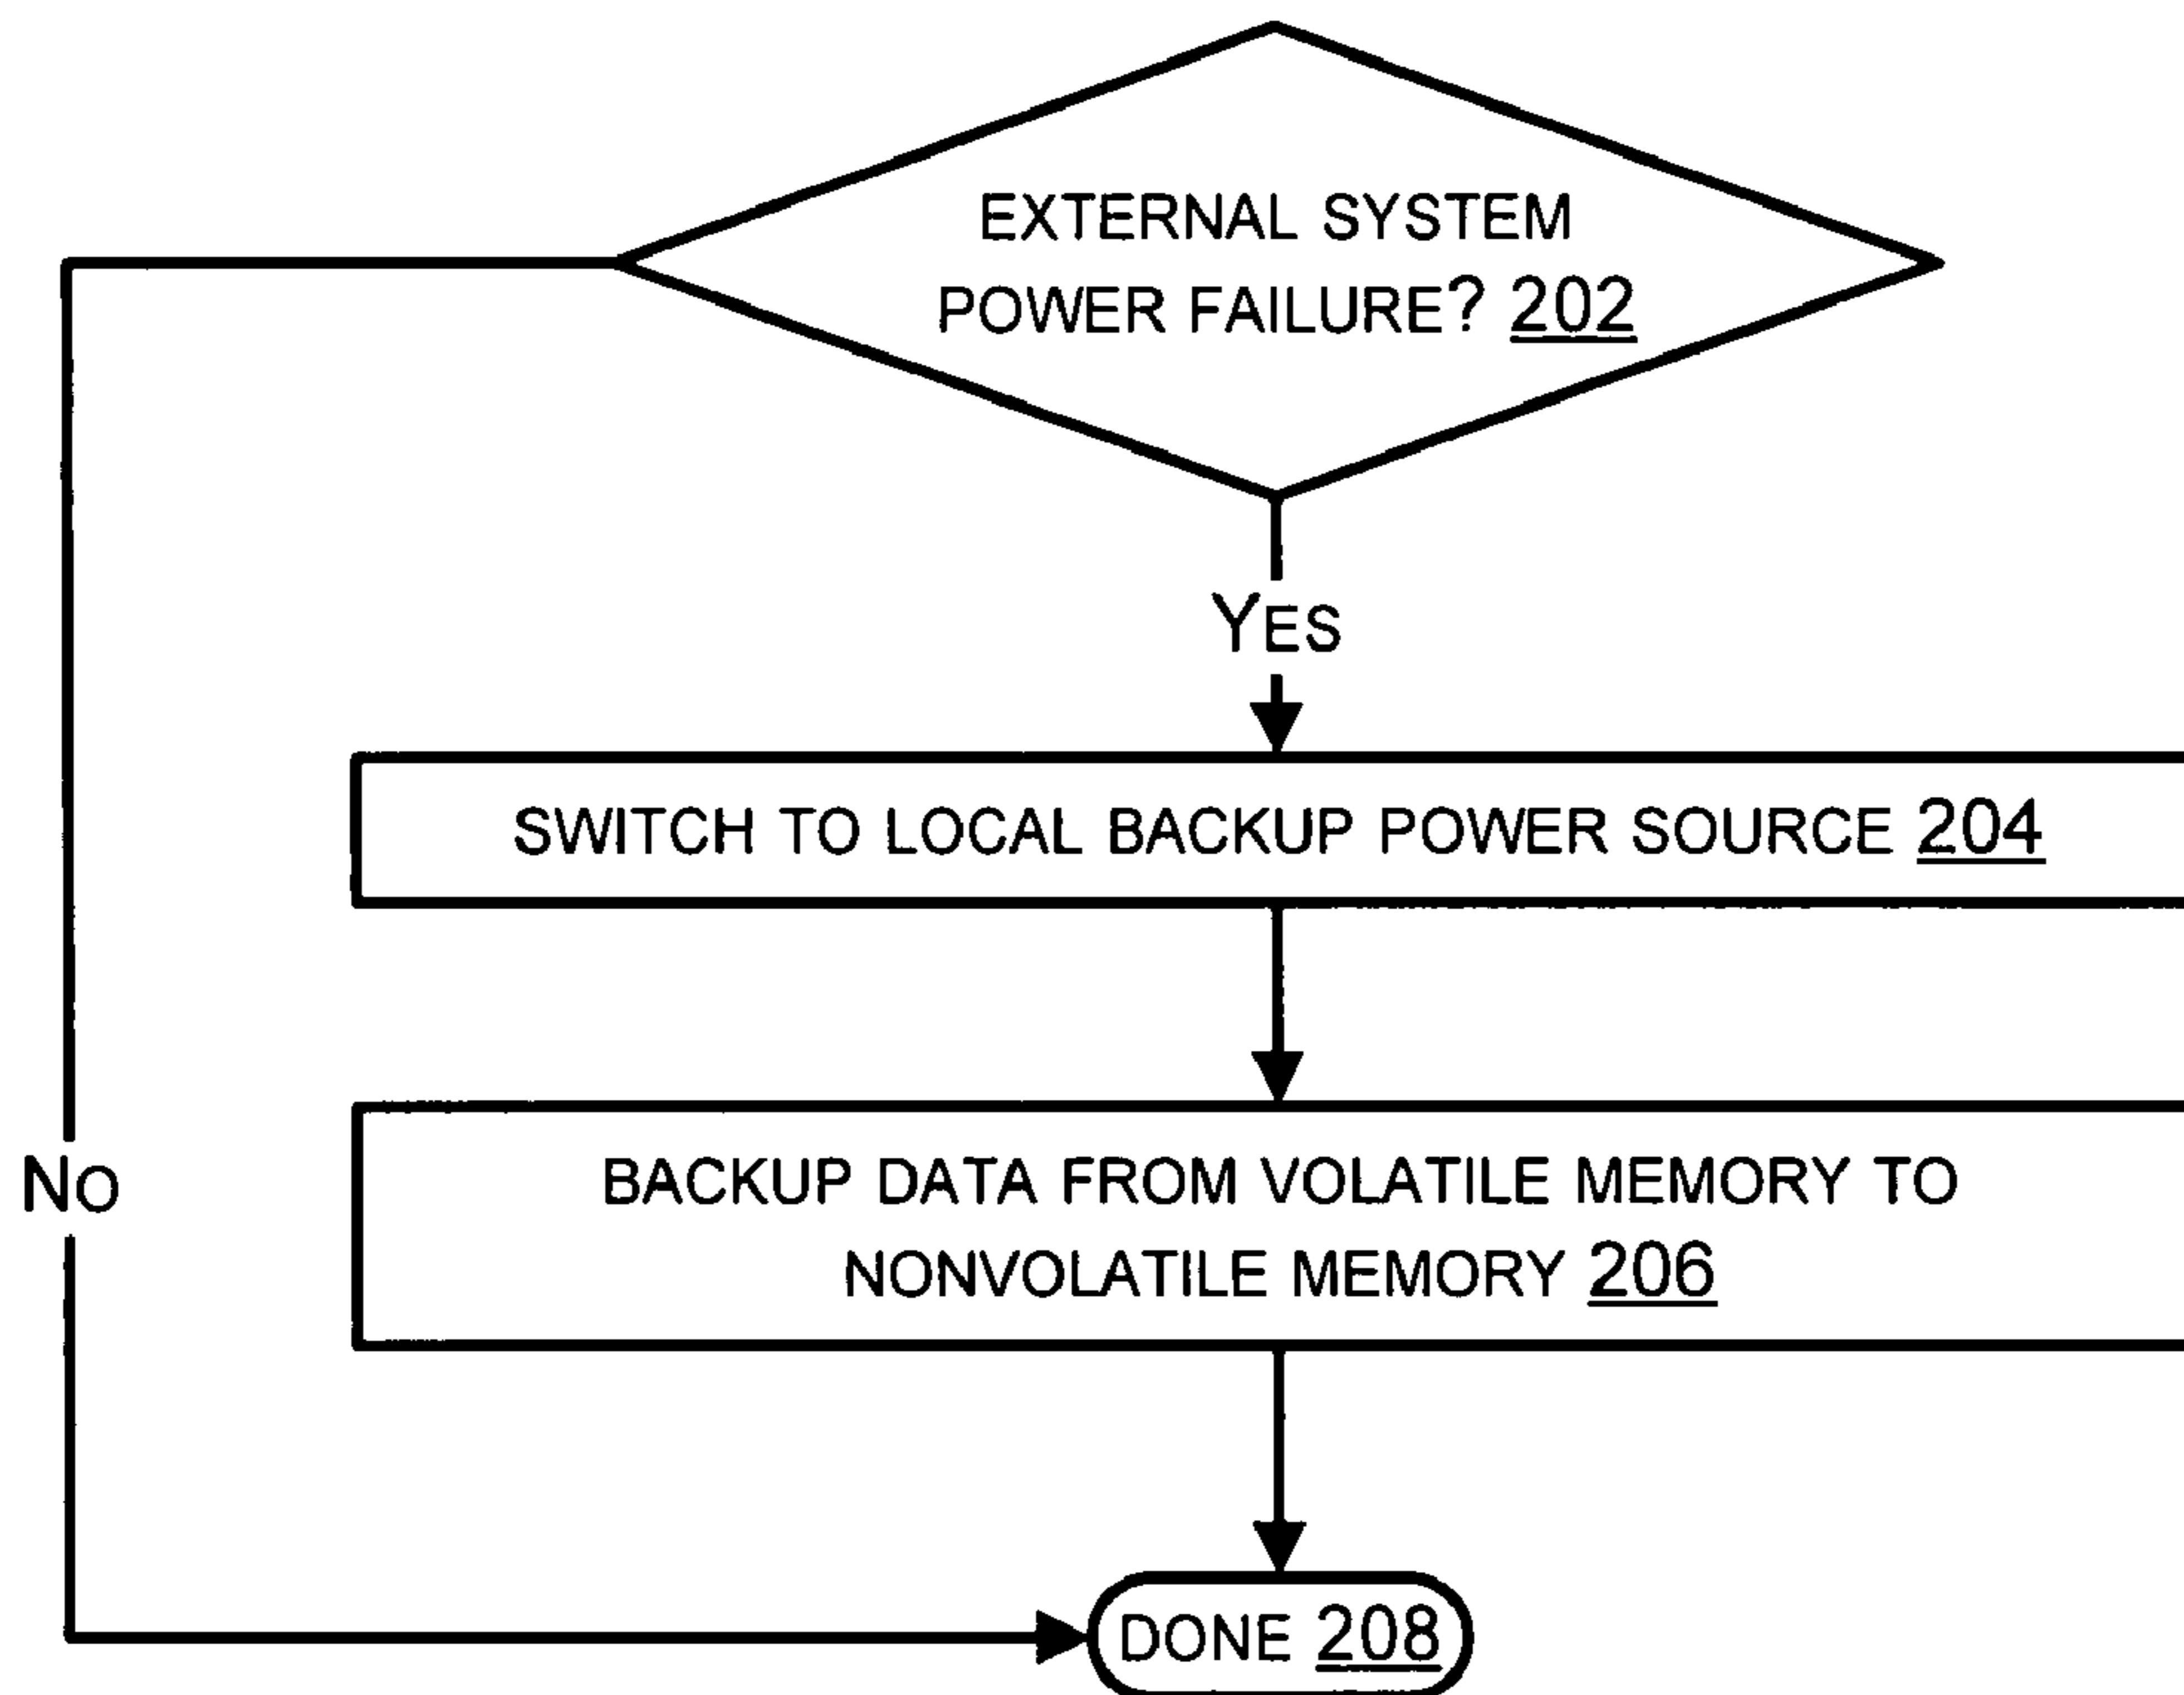 EXTERNAL SYSTEM
POWER FAILURE? 202
YES
SWITCH TO LOCAL BACKUP POWER SOURCE 204
BACKUP DATA FROM VOLATILE MEMORY TO
NONVOLATILE MEMORY 206
NO
DONE 208